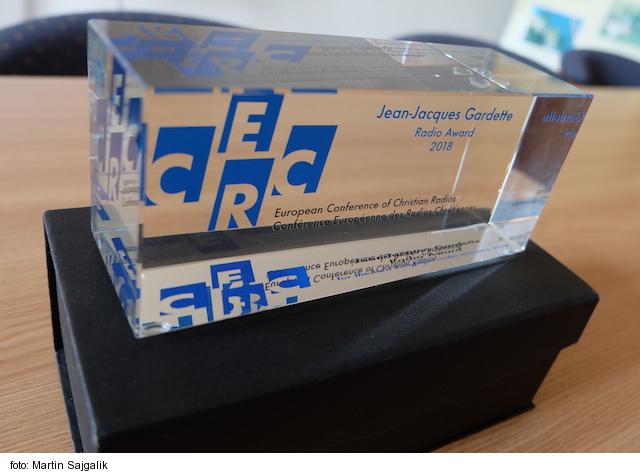 Jean-Jacques Gardette
Radio Award
2018
E
C C
R
European Conference of Christian Radios
Conférence Européenne des Radios Chrétiennes
foto: Martin Sajgalik